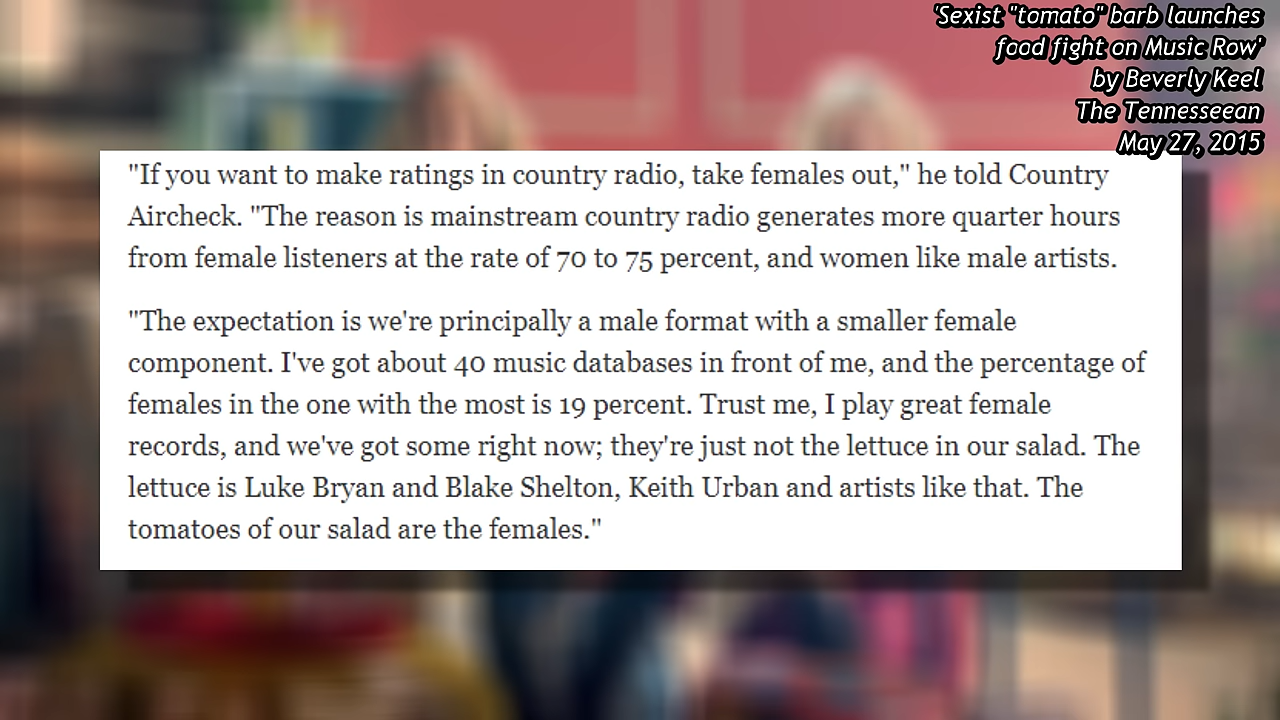 'Sexist "tomato" barb launches
food fight on Music Row'
by Beverly Keel
The Tennesseean
May 27, 2015
"If you want to make ratings in country radio, take females out," he told Country
Aircheck. "The reason is mainstream country radio generates more quarter hours
from female listeners at the rate of 70 to 75 percent, and women like male artists.
"The expectation is we're principally a male format with a smaller female
component. I've got about 40 music databases in front of me, and the percentage of
females in the one with the most is 19 percent. Trust me, I play great female
records, and we've got some right now; they're just not the lettuce in our salad. The
lettuce is Luke Bryan and Blake Shelton, Keith Urban and artists like that. The
tomatoes of our salad are the females."